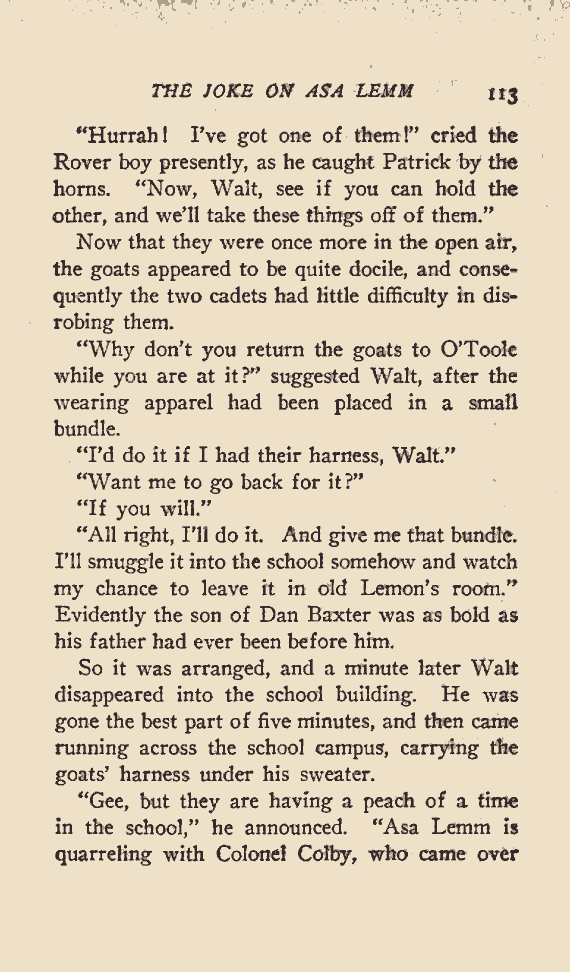 THE JOKE ON ASA LEMM 113
"Hurrah! I've got one of them!" cried the
Rover boy presently, as he caught Patrick by the
horns. "Now, Walt, see if you can hold the
other, and we'll take these things off of them."
Now that they were once more in the open air,
the goats appeared to be quite docile, and conse-
quently the two cadets had little difficulty in dis-
robing them.
"Why don't you return the goats to O'Toole
while you are at it?" suggested Walt, after the
wearing apparel had been placed in a small
bundle.
"I'd do it if I had their harness, Walt."
"Want me to go back for it?"
"If you will."
"All right, I'll do it. And give me that bundle.
I'll smuggle it into the school somehow and watch
my chance to leave it in old Lemon's room."
Evidently the son of Dan Baxter was as bold as
his father had ever been before him.
So it was arranged, and a minute later Walt
disappeared into the school building. He was
gone the best part of five minutes, and then came
running across the school campus, carrying the
goats' harness under his sweater.
"Gee, but they are having a peach of a time
in the school," he announced. "Asa Lemm is
quarreling with Colonel Colby, who came over